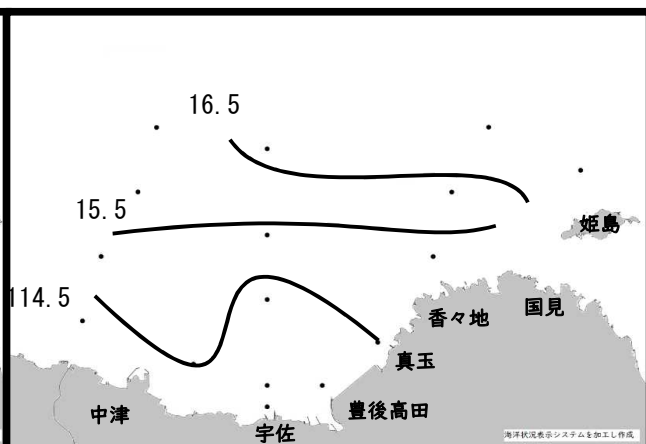 16.5
15.5
姫島
114.5
国見
香々地
真玉
豊後高田
中津
宇佐
海洋状況表示システムを加工し作成